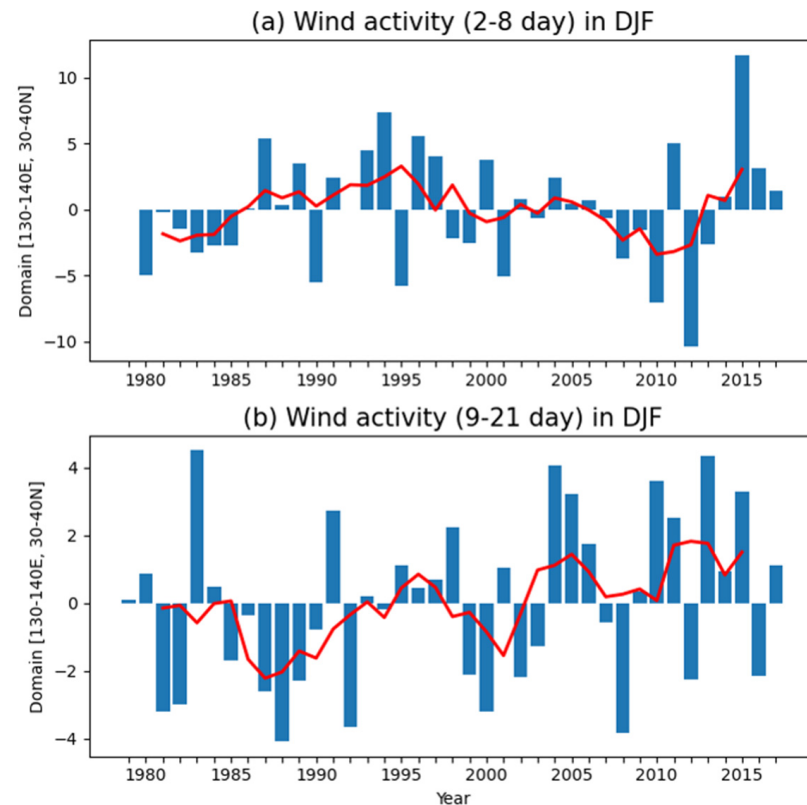 (a) Wind activity (2-8 day) in DJF
Domain [130-140E, 30-40N]
10
5
0
−5
−10
1980 1985 1990 1995 2000 2005 2010 2015
(b) Wind activity (9-21 day) in DJF
Domain [130-140E, 30-40N]
4
2
0
−2
−4
1980 1985 1990 1995 2000 2005 2010 2015
Year